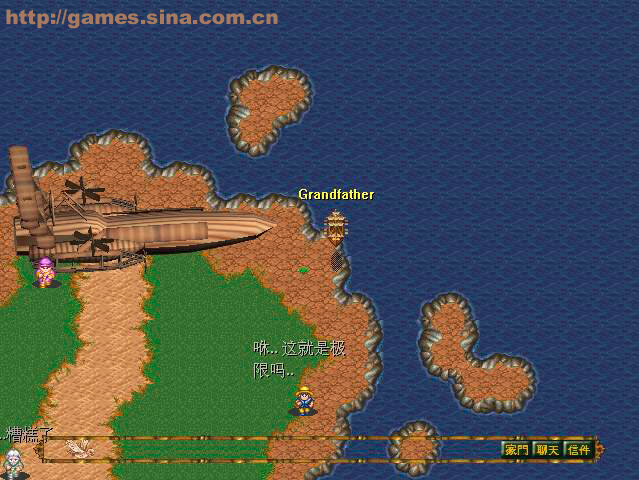 http://games.sina.com.cn
Grandfather
咻.. 这就是极
限吗..
..糟糕了
家門 聊天 信件